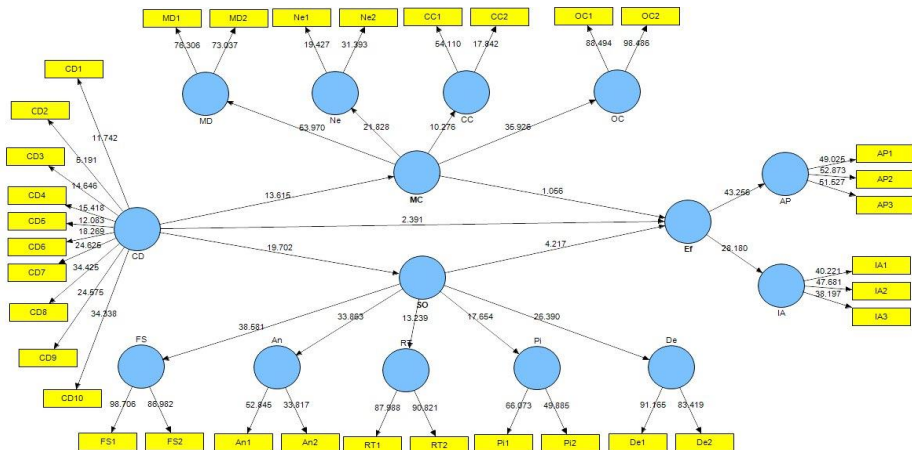 MD1
MD2
Ne1
Ne2
CC1
CC2
OC1
OC2
76.306
73.037
19.427
31.393
54.110
17.842
88.494
98.486
CD1
CD2
CD3
CD4
CD5
CD6
CD7
CD8
CD9
CD10
11.742
5.191
14.646
15.418
12.083
18.269
24.625
34.425
24.575
34.338
CD
MD
Ne
CC
OC
53.970
21.828
10.276
36.926
MC
13.615
1.056
2.391
19.702
4.217
Ef
SO
43.256
28.180
AP
49.025
52.873
51.527
AP1
AP2
AP3
IA
40.221
47.681
38.197
IA1
IA2
IA3
38.581
33.863
13.239
17.654
26.390
FS
An
RT
Pi
De
98.706
86.982
52.845
33.817
87.988
90.821
66.073
49.885
91.165
83.419
FS1
FS2
An1
An2
RT1
RT2
Pi1
Pi2
De1
De2